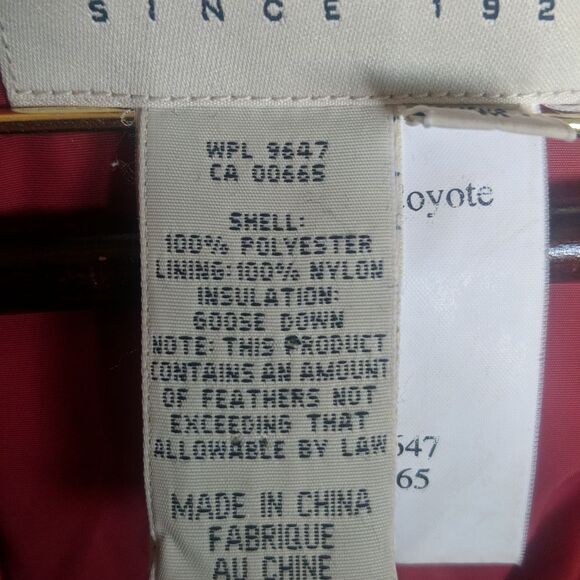 SINCE 192
WPL 9647
CA 00665
SHELL:
100% POLYESTER
LINING: 100% NYLON
INSULATION:
GOOSE DOWN
NOTE: THIS PRODUCT
CONTAINS AN AMOUNT
OF FEATHERS NOT
EXCEEDING THAT
ALLOWABLE BY LAW
MADE IN CHINA
FABRIQUE
AU CHINE
oyote
647
65